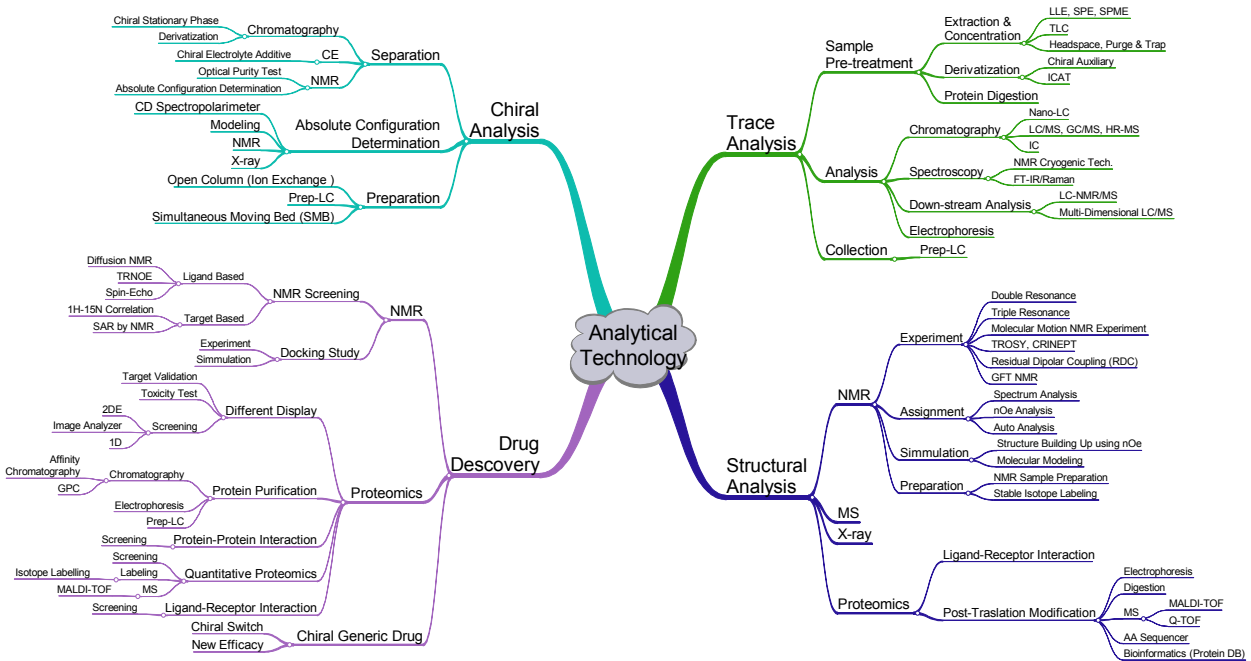 Analytical
Technology
Chiral
Analysis
Separation
Chromatography
Chiral Stationary Phase
Derivatization
CE
Chiral Electrolyte Additive
NMR
Optical Purity Test
Absolute Configuration Determination
Absolute Configuration
Determination
CD Spectropolarimeter
Modeling
NMR
X-ray
Preparation
Open Column (Ion Exchange )
Prep-LC
Simultaneous Moving Bed (SMB)
Trace
Analysis
Sample
Pre-treatment
Extraction &
Concentration
LLE, SPE, SPME
TLC
Headspace, Purge & Trap
Derivatization
Chiral Auxiliary
ICAT
Protein Digestion
Analysis
Chromatography
Nano-LC
LC/MS, GC/MS, HR-MS
IC
Spectroscopy
NMR Cryogenic Tech.
FT-IR/Raman
Down-stream Analysis
LC-NMR/MS
Multi-Dimensional LC/MS
Electrophoresis
Collection
Prep-LC
Drug
Descovery
NMR
NMR Screening
Ligand Based
Diffusion NMR
TRNOE
Spin-Echo
Target Based
1H-15N Correlation
SAR by NMR
Docking Study
Experiment
Simmulation
Proteomics
Different Display
Target Validation
Toxicity Test
Screening
2DE
Image Analyzer
1D
Protein Purification
Chromatography
Affinity
Chromatography
GPC
Electrophoresis
Prep-LC
Protein-Protein Interaction
Screening
Quantitative Proteomics
Screening
Labeling
Isotope Labelling
MS
MALDI-TOF
Ligand-Receptor Interaction
Screening
Chiral Generic Drug
Chiral Switch
New Efficacy
Structural
Analysis
NMR
Experiment
Double Resonance
Triple Resonance
Molecular Motion NMR Experiment
TROSY, CRINEPT
Residual Dipolar Coupling (RDC)
GFT NMR
Assignment
Spectrum Analysis
nOe Analysis
Auto Analysis
Simmulation
Structure Building Up using nOe
Molecular Modeling
Preparation
NMR Sample Preparation
Stable Isotope Labeling
MS
X-ray
Proteomics
Ligand-Receptor Interaction
Post-Traslation Modification
Electrophoresis
Digestion
MS
MALDI-TOF
Q-TOF
AA Sequencer
Bioinformatics (Protein DB)